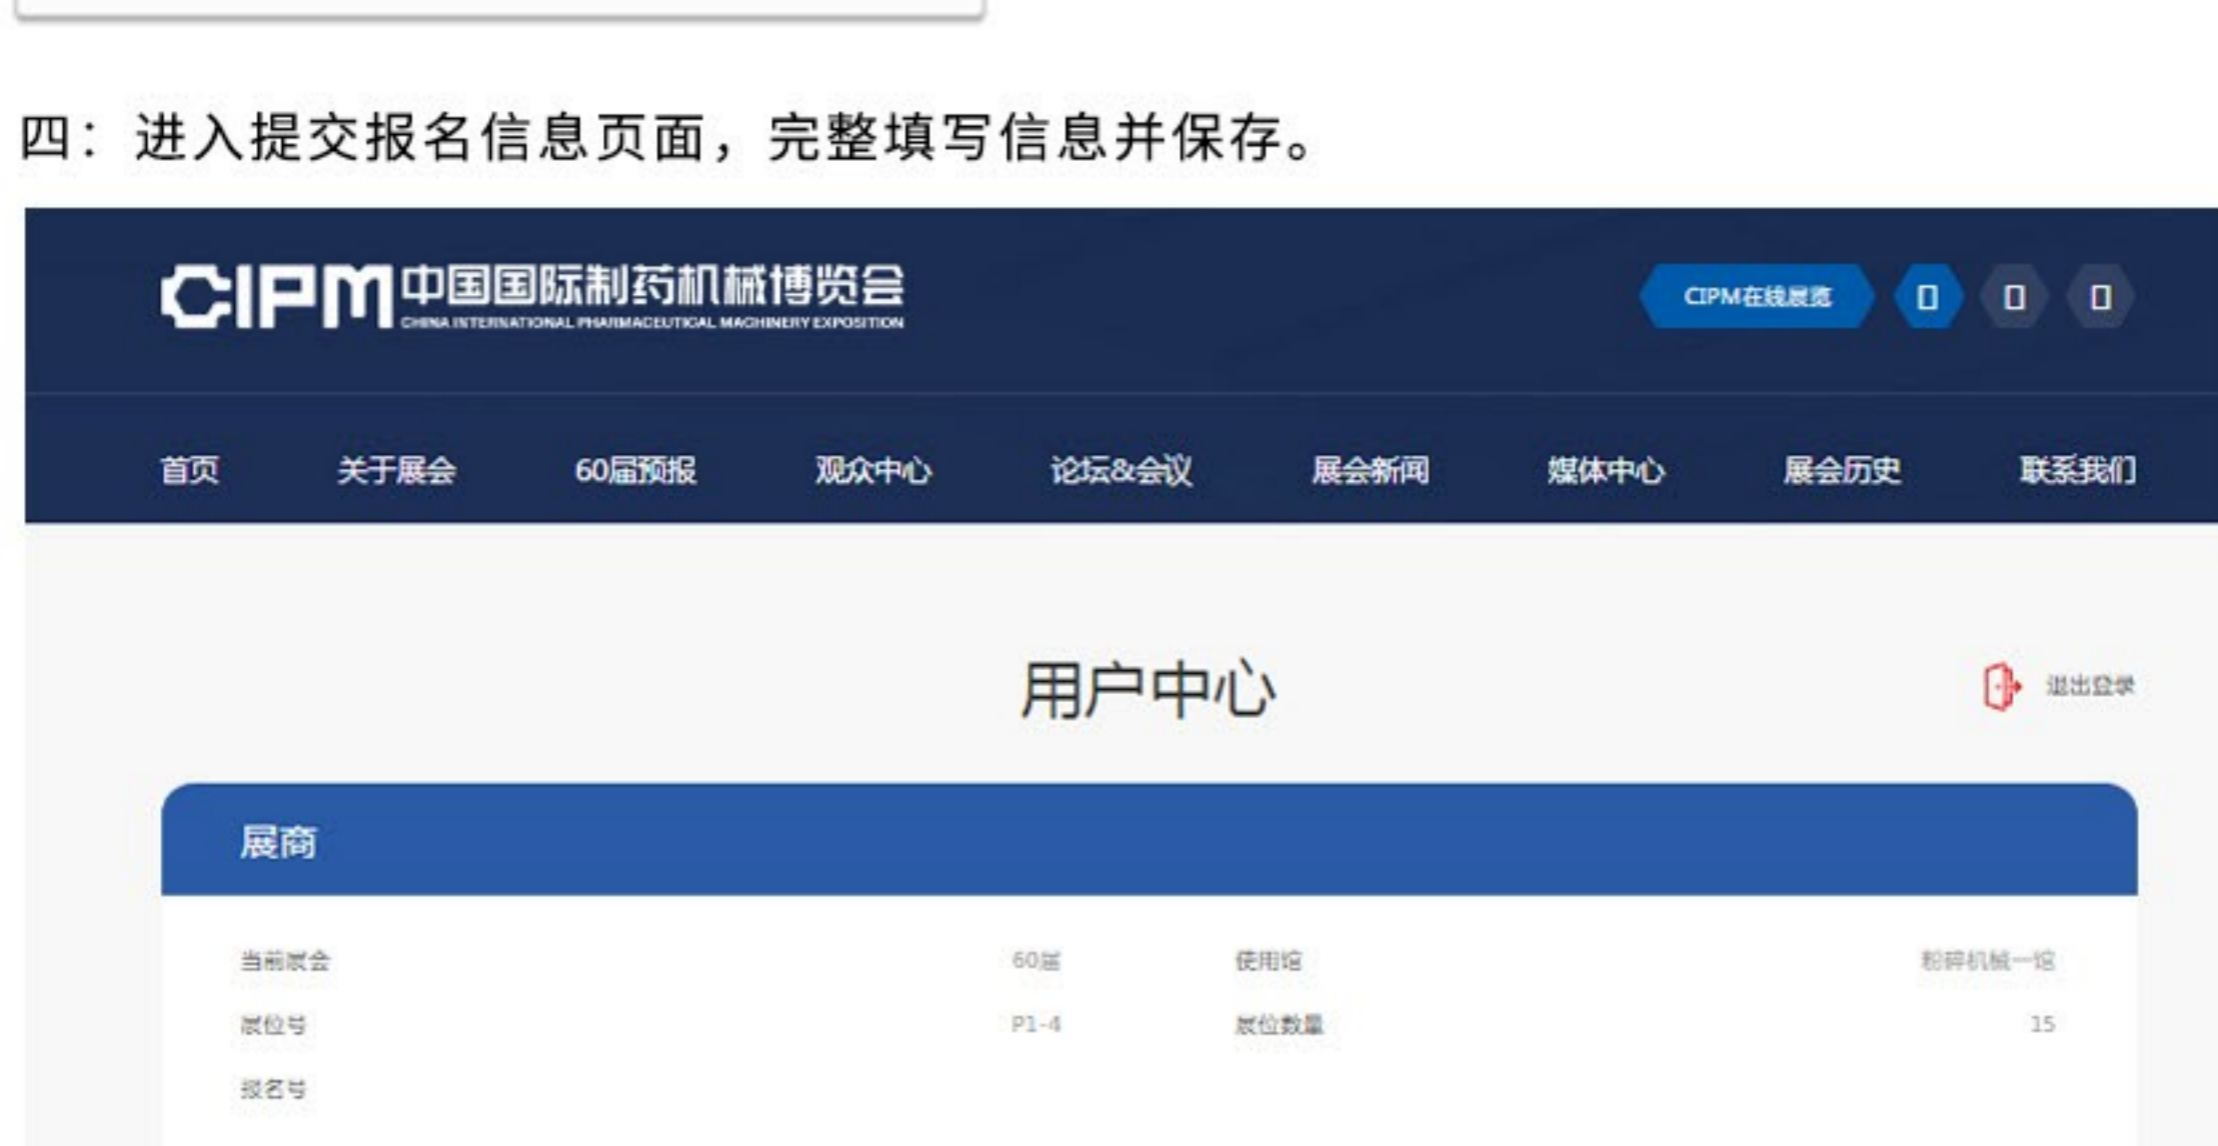 四：进入提交报名信息页面，完整填写信息并保存。
CIPM中国国际制药机械博览会
CHINA INTERNATIONAL PHARMACEUTICAL MACHINERY EXPOSITION
CIPM在线展览
首页 关于展会 60届预报 观众中心 论坛&会议 展会新闻 媒体中心 展会历史 联系我们
用户中心
退出登录
展商
当前展会 60届 使用馆 粉碎机械一馆
展位号 P1-4 展位数量 15
报名号